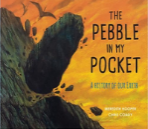 THE
PEBBLE
IN MY
POCKET
A HISTORY OF OUR EARTH